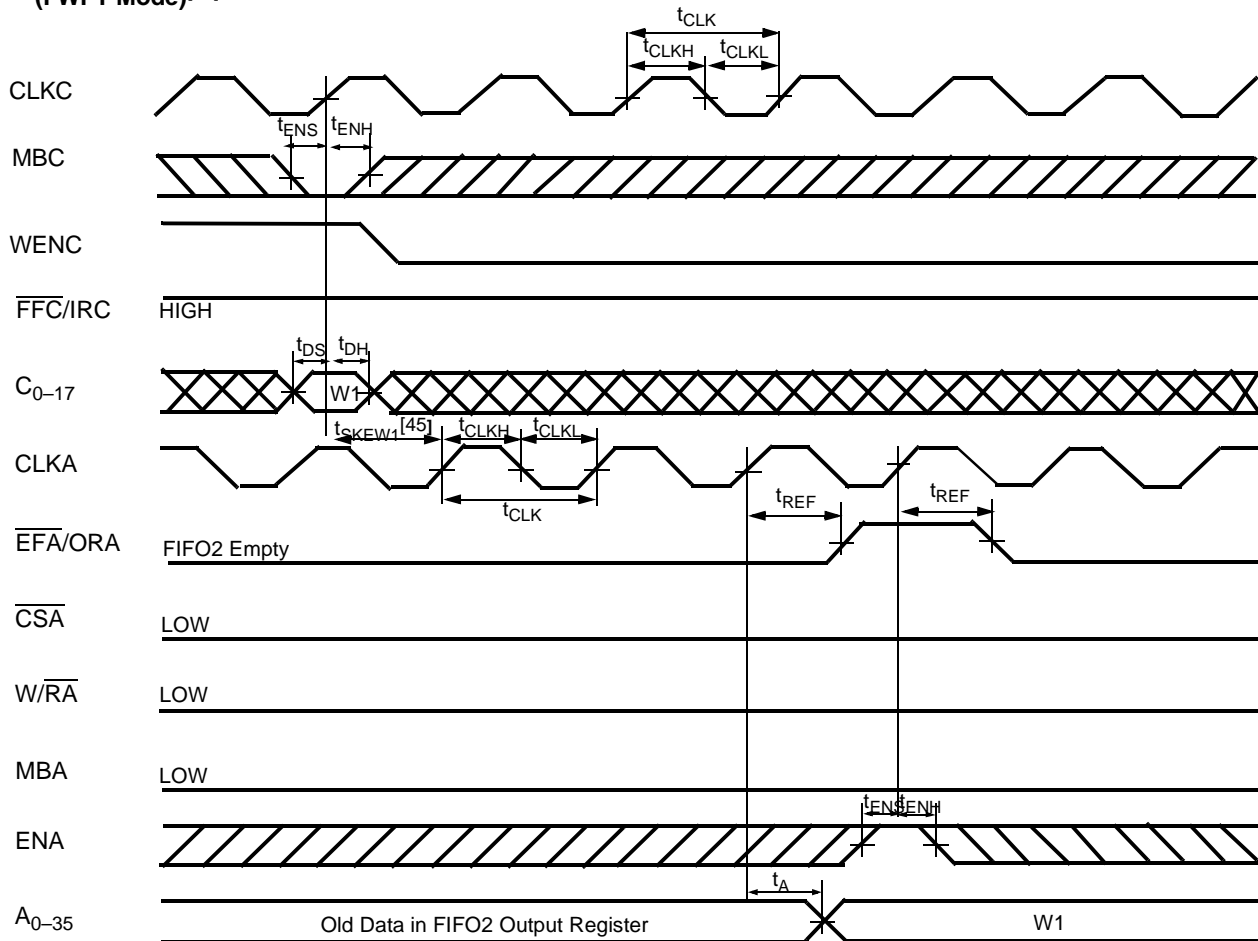 (FWFT Mode)
tCLK
tCLKH tCLKL
CLKC
tENS tENH
MBC
WENC
FFC/IRC HIGH
tDS tDH
C0–17 W1
tSKEW1[45] tCLKH tCLKL
CLKA
tCLK tREF tREF
EFA/ORA FIFO2 Empty
CSA LOW
W/RA LOW
MBA LOW
tENS tENH
ENA
tA
A0–35 Old Data in FIFO2 Output Register W1